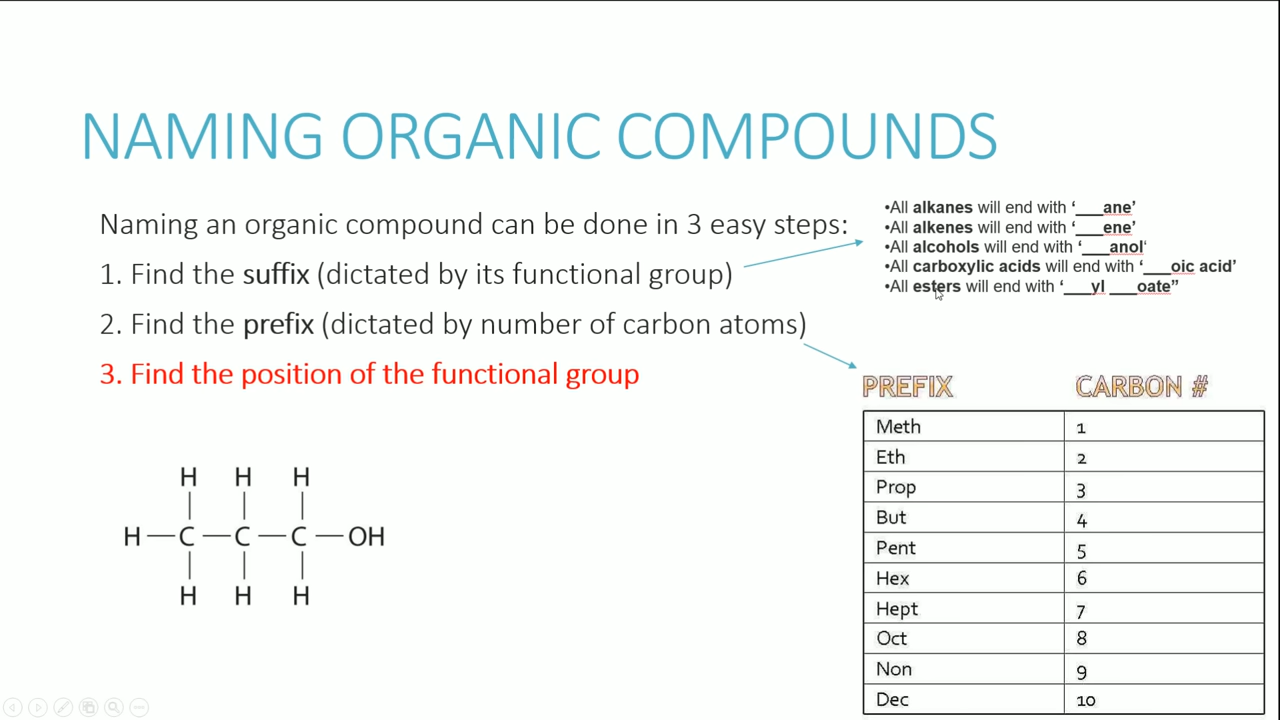 NAMING ORGANIC COMPOUNDS
Naming an organic compound can be done in 3 easy steps:
1. Find the suffix (dictated by its functional group)
2. Find the prefix (dictated by number of carbon atoms)
3. Find the position of the functional group
•All alkanes will end with ‘___ane’
•All alkenes will end with ‘___ene’
•All alcohols will end with ‘___anol‘
•All carboxylic acids will end with ‘___oic acid’
•All esters will end with ‘___yl ___oate”
PREFIX CARBON #
Meth 1
Eth 2
Prop 3
But 4
Pent 5
Hex 6
Hept 7
Oct 8
Non 9
Dec 10
H H H
H—C—C—C—OH
H H H